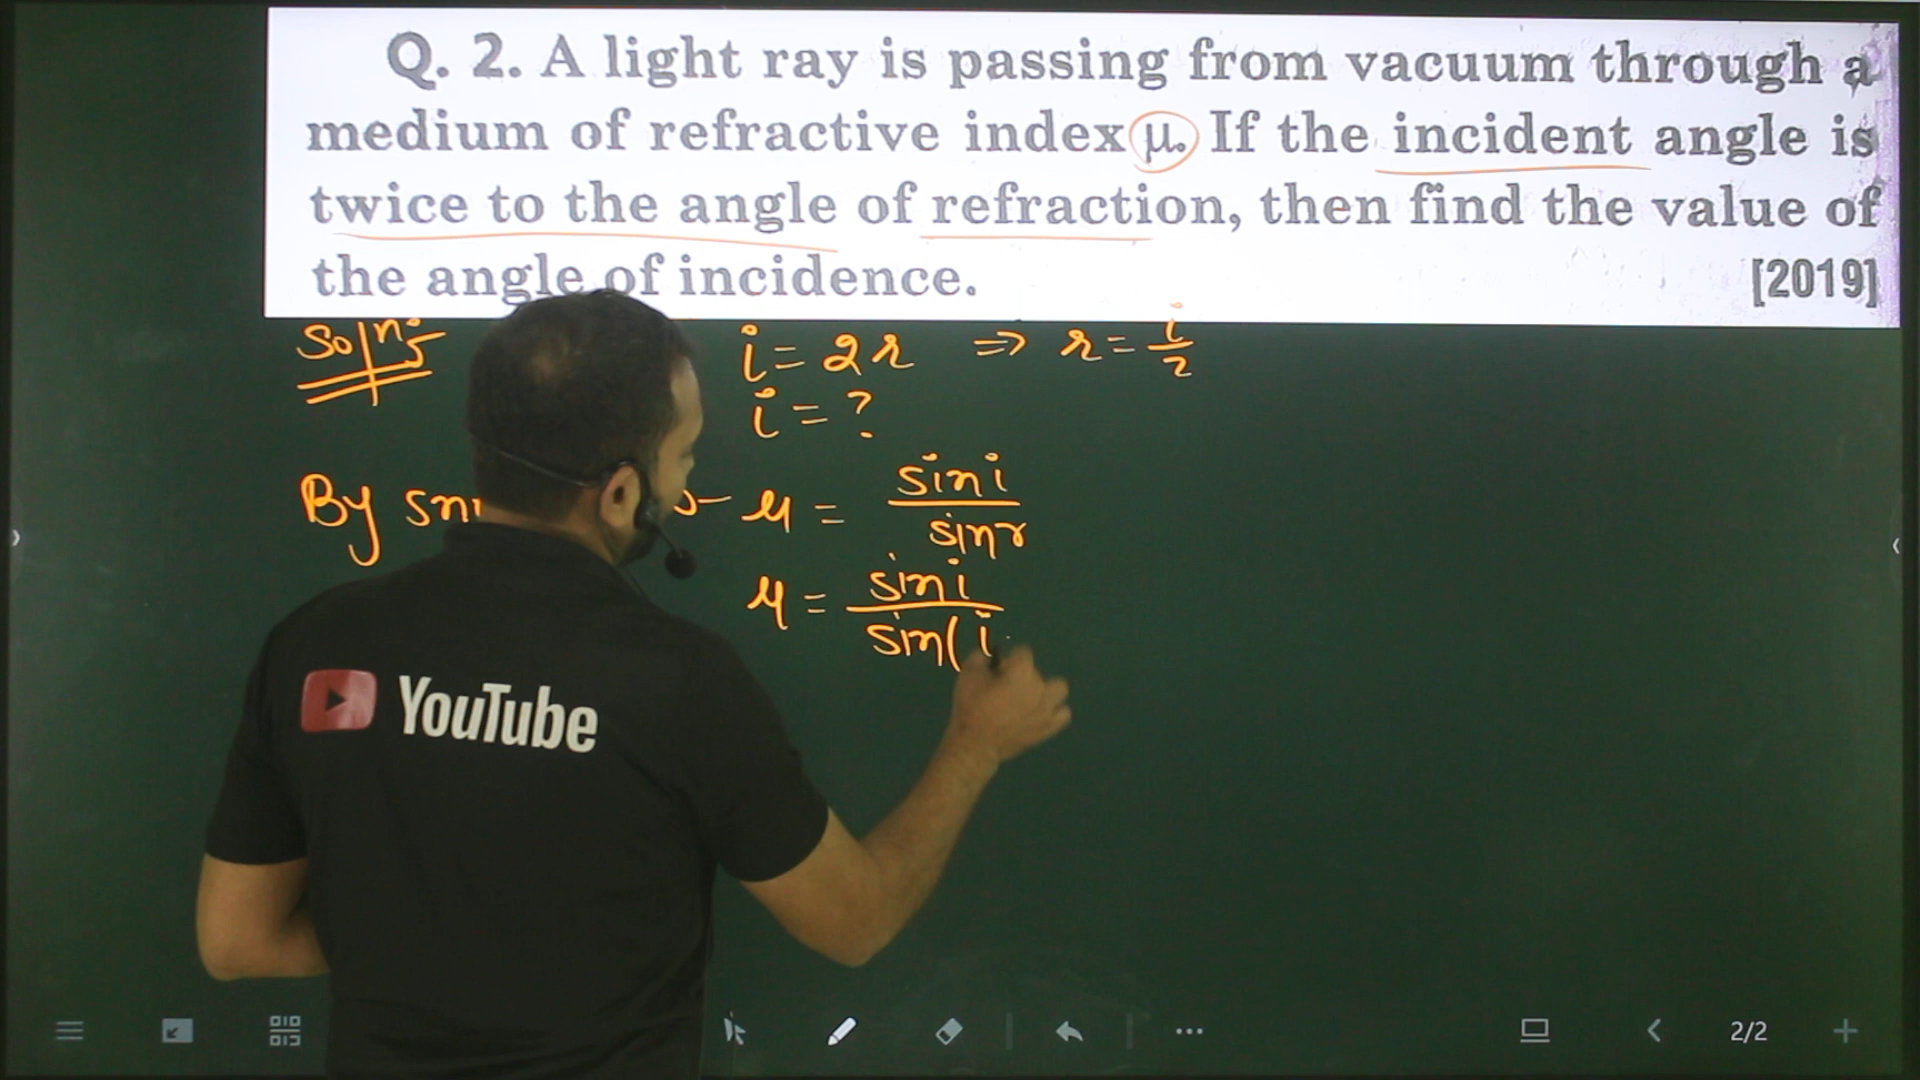 Q. 2. A light ray is passing from vacuum through a
medium of refractive index μ. If the incident angle is
twice to the angle of refraction, then find the value of
the angle of incidence. [2019]
Soln:
i = 2r ⇒ r = i/2
i = ?
By μ = sin i / sin r
μ = sin i / sin( i
YouTube
2/2